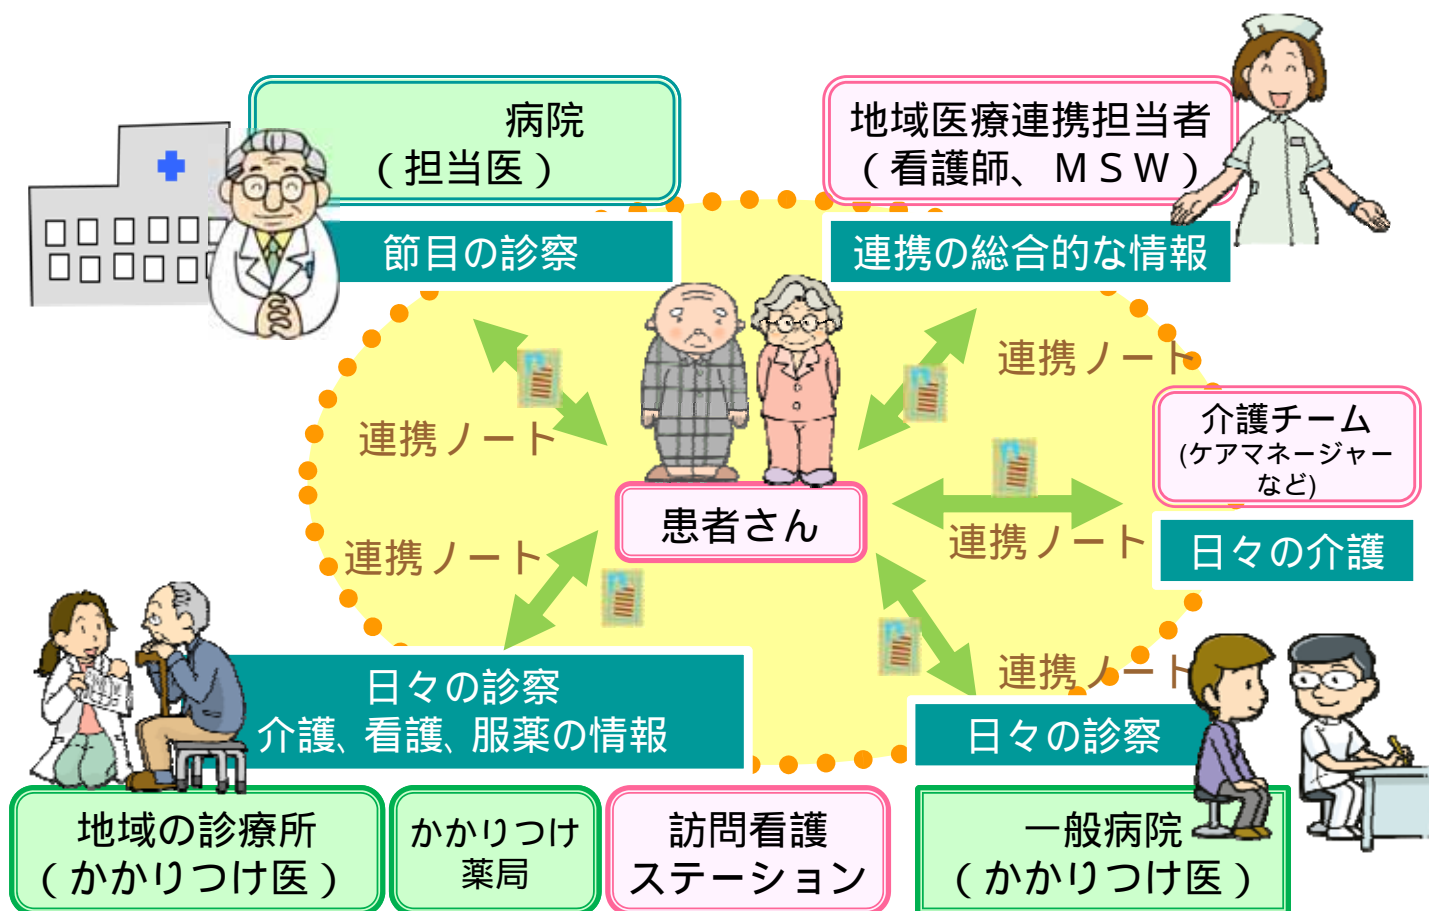 病院
（担当医）
地域医療連携担当者
（看護師、ＭＳＷ）
節目の診察
連携の総合的な情報
連携ノート
連携ノート
介護チーム
(ケアマネージャー
など)
患者さん
連携ノート
連携ノート
日々の介護
連携ノート
日々の診察
介護、看護、服薬の情報
日々の診察
地域の診療所
（かかりつけ医）
かかりつけ
薬局
訪問看護
ステーション
一般病院
（かかりつけ医）